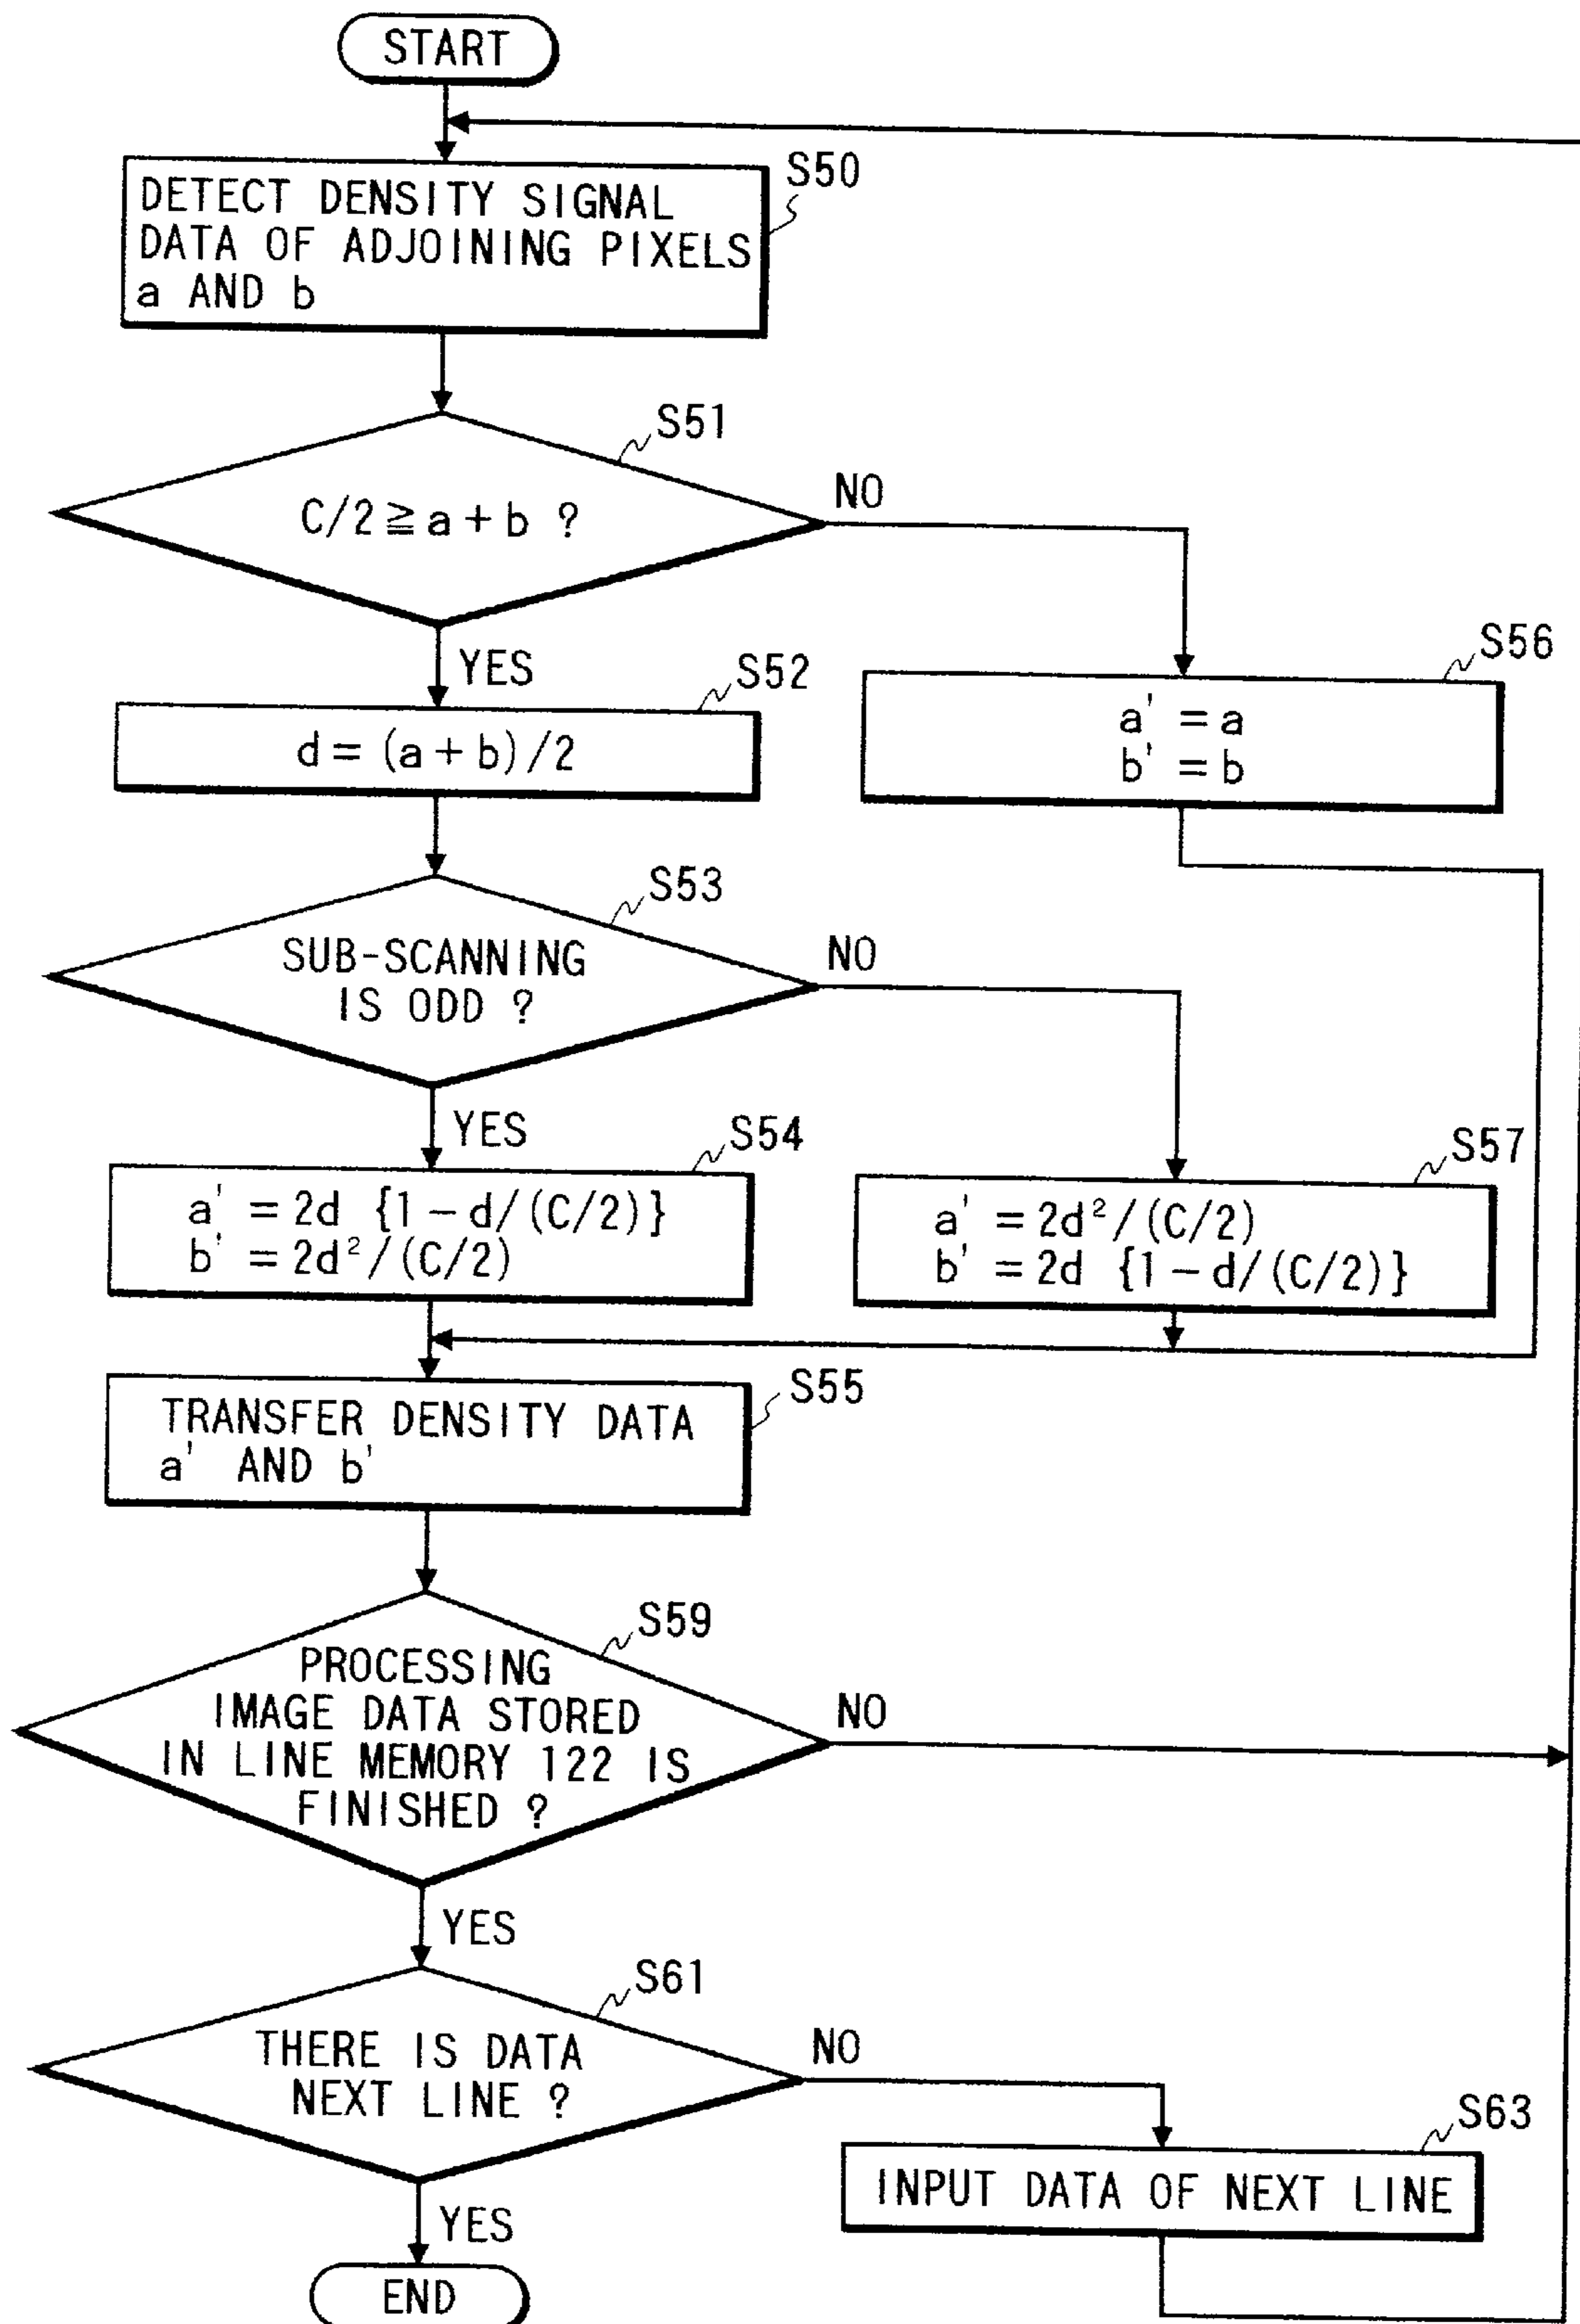 START
S50
DETECT DENSITY SIGNAL
DATA OF ADJOINING PIXELS
a AND b
S51
C/2 ≧ a + b ?
NO
YES
S52
d = (a + b)/2
S56
a' = a
b' = b
S53
SUB-SCANNING
IS ODD ?
NO
YES
S54
a' = 2d {1 - d/(C/2)}
b' = 2d²/(C/2)
S57
a' = 2d²/(C/2)
b' = 2d {1 - d/(C/2)}
S55
TRANSFER DENSITY DATA
a' AND b'
S59
PROCESSING
IMAGE DATA STORED
IN LINE MEMORY 122 IS
FINISHED ?
NO
YES
S61
THERE IS DATA
NEXT LINE ?
NO
YES
S63
INPUT DATA OF NEXT LINE
END